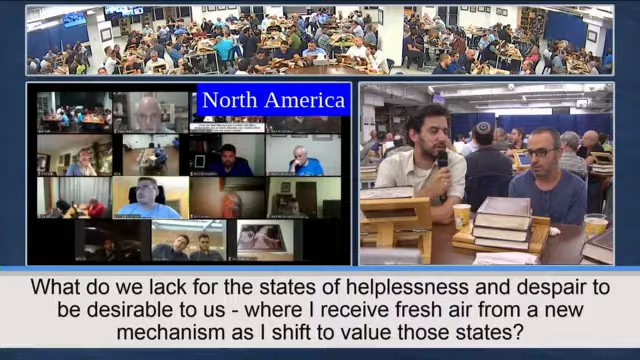 North America
What do we lack for the states of helplessness and despair to
be desirable to us - where I receive fresh air from a new
mechanism as I shift to value those states?